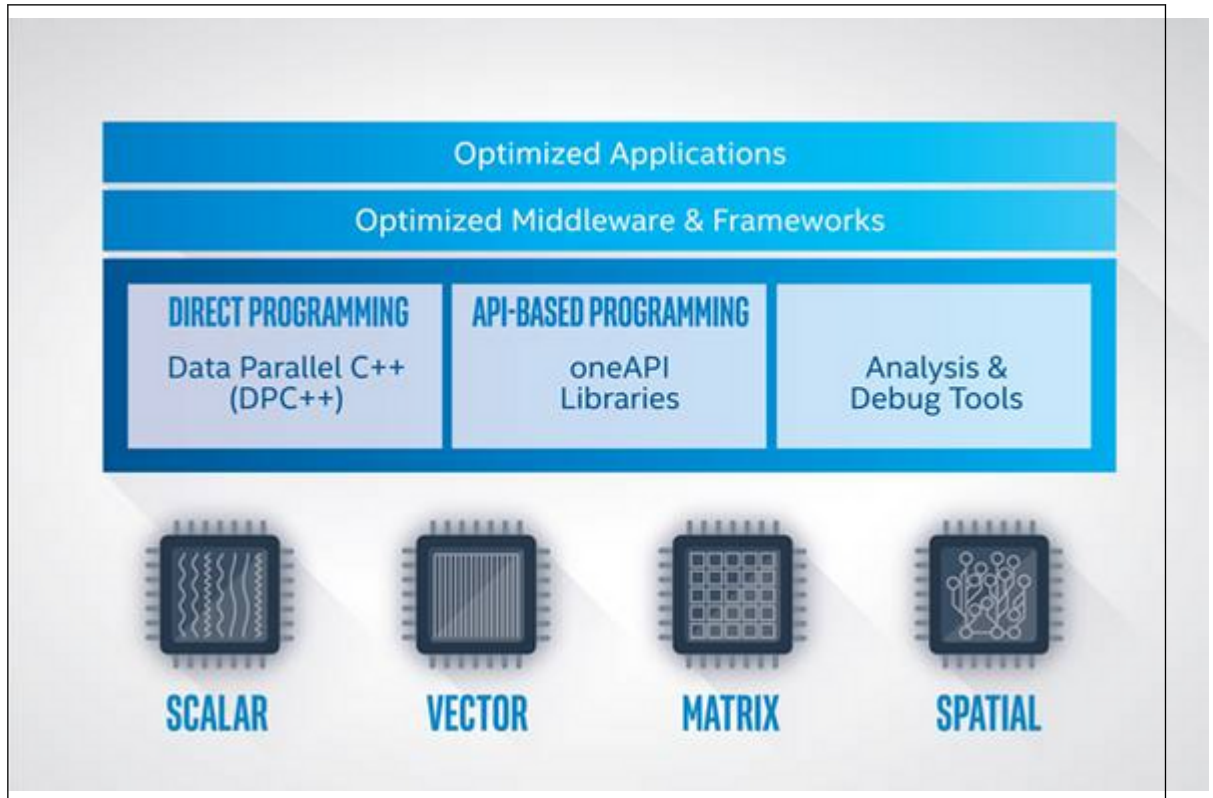 Optimized Applications
Optimized Middleware & Frameworks
DIRECT PROGRAMMING
Data Parallel C++
(DPC++)
API-BASED PROGRAMMING
oneAPI
Libraries
Analysis &
Debug Tools
SCALAR
VECTOR
MATRIX
SPATIAL